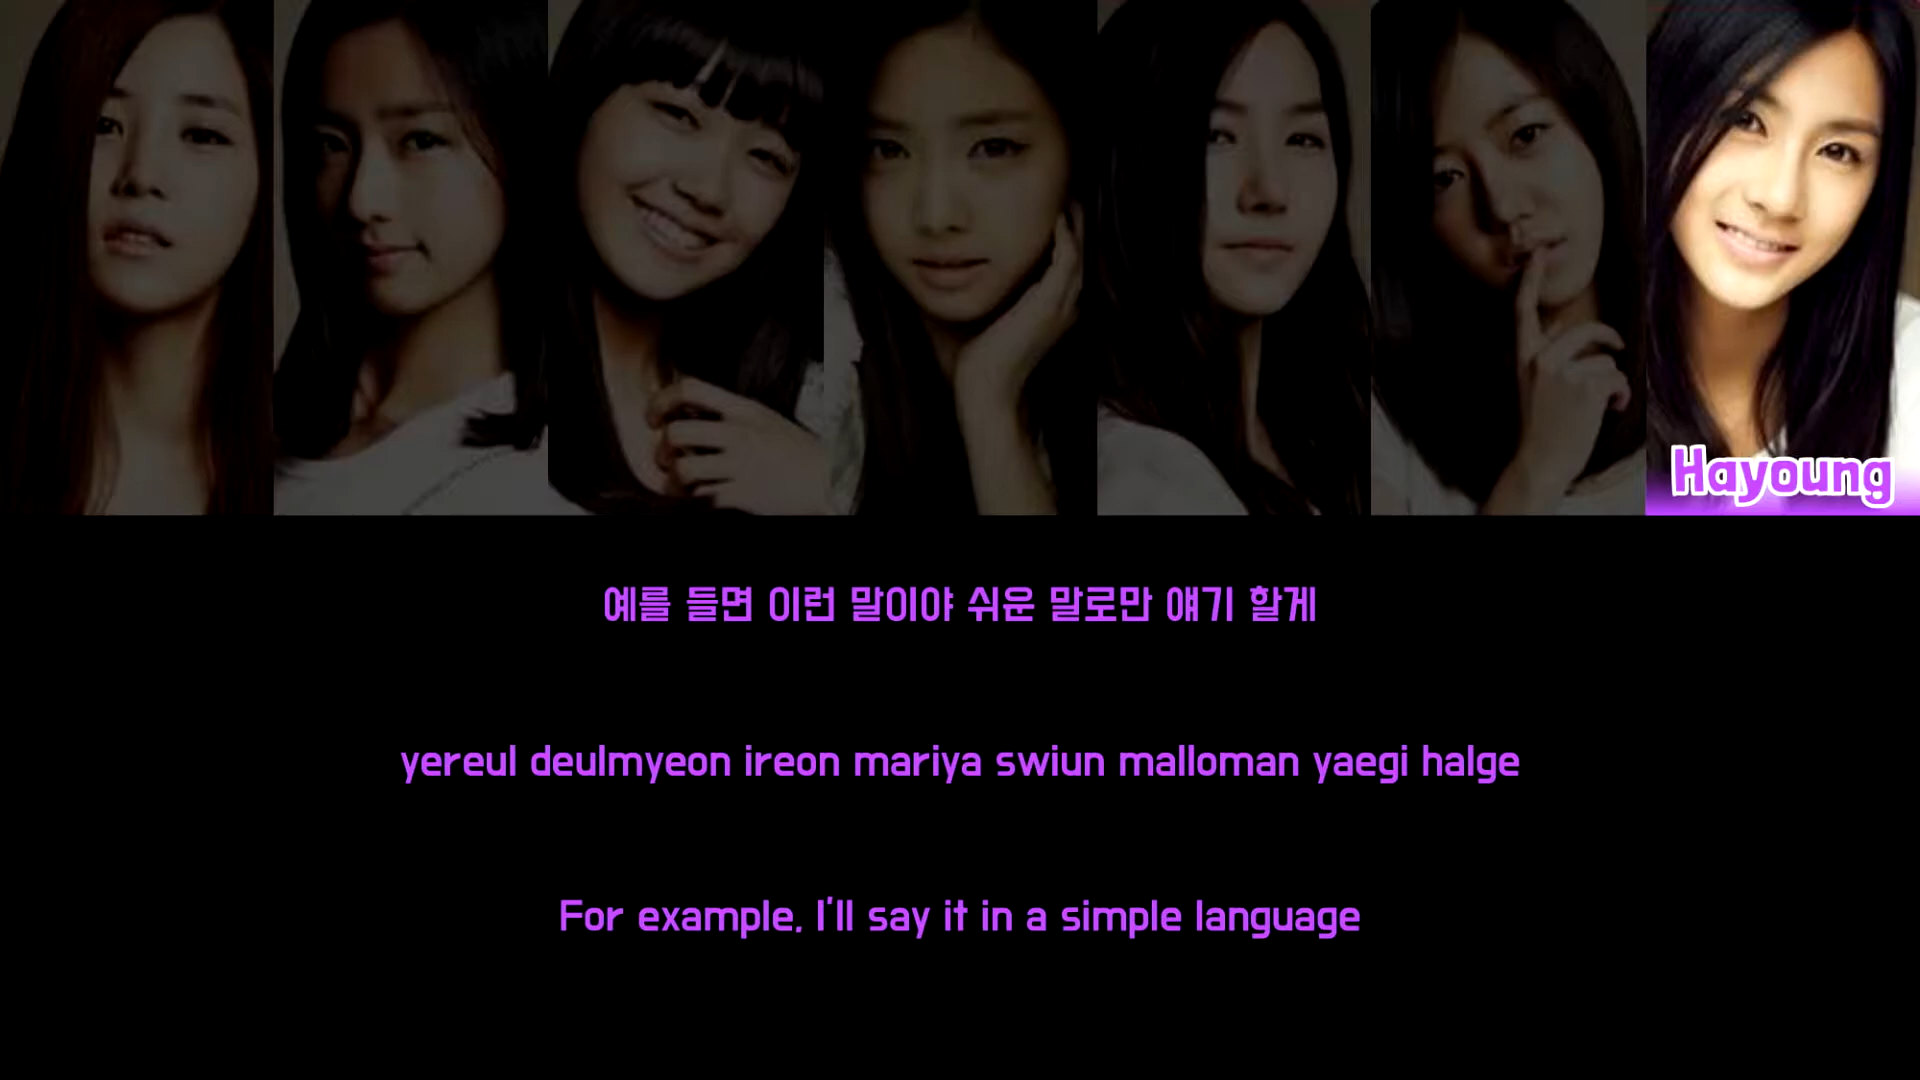 Hayoung
예를 들면 이런 말이야 쉬운 말로만 얘기 할게
yereul deulmyeon ireon mariya swiun malloman yaegi halge
For example, I'll say it in a simple language